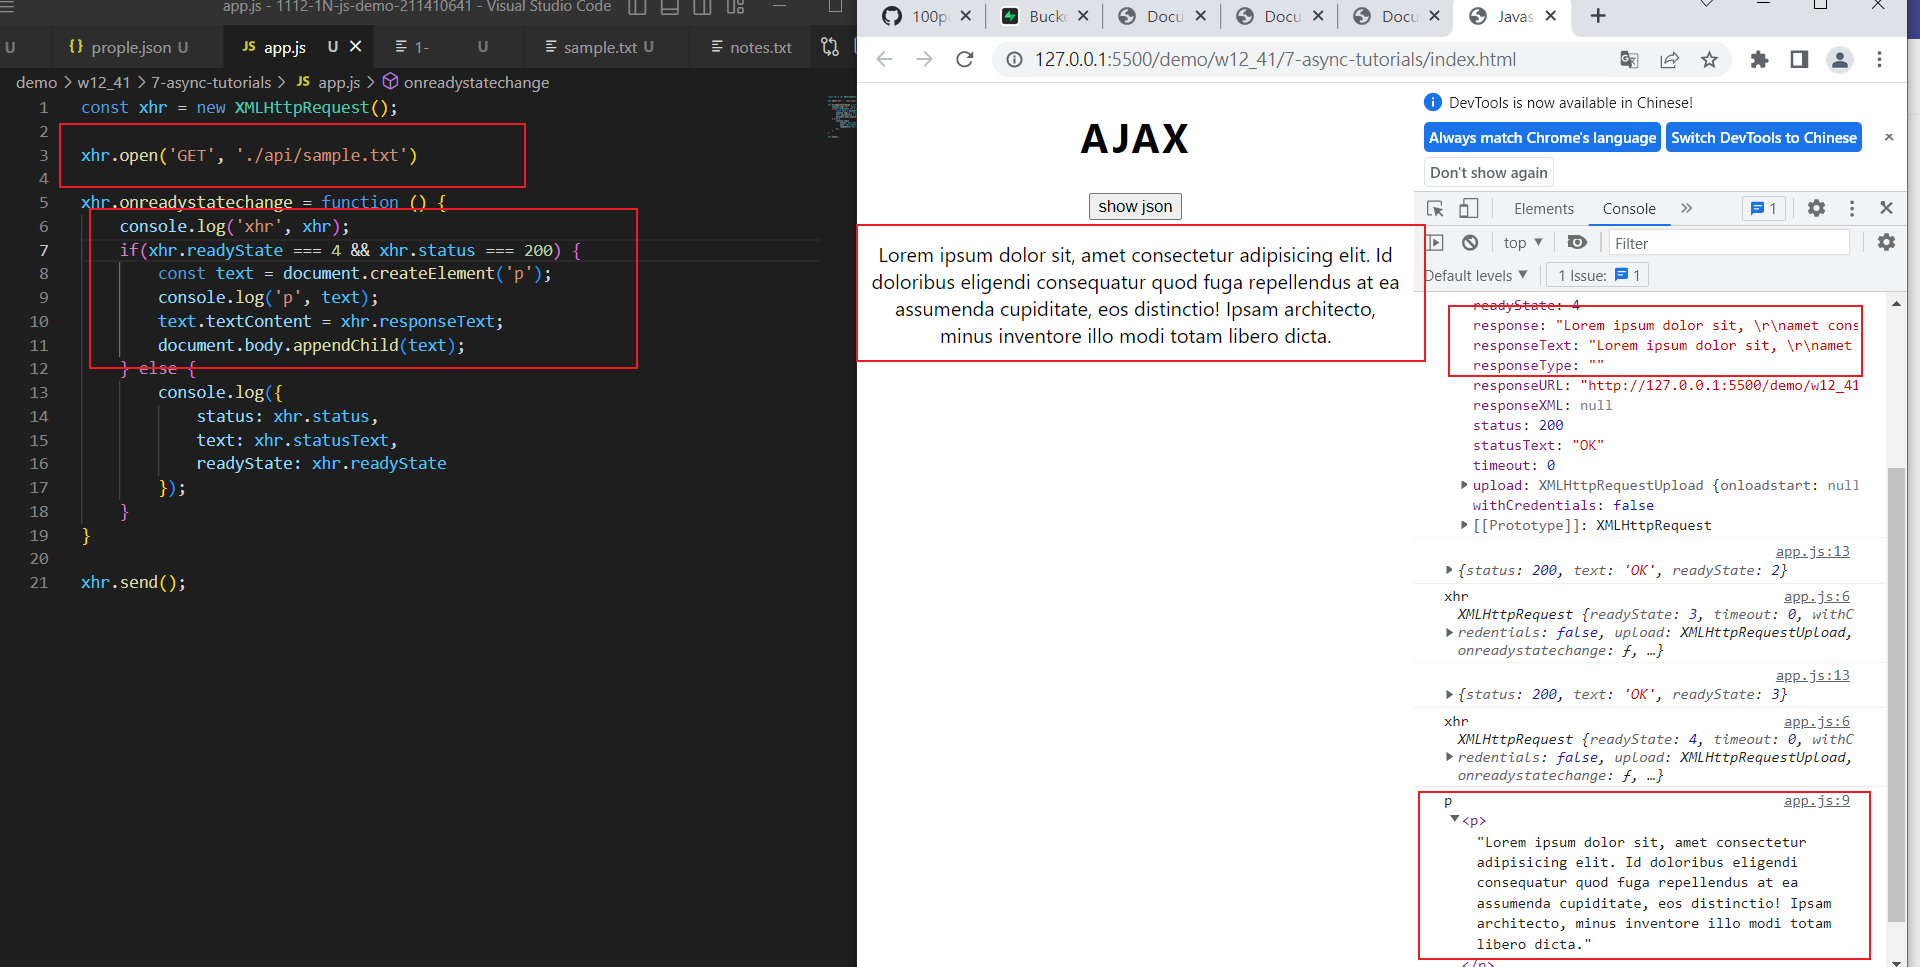 app.js - 1112-1N-js-demo-211410641 - Visual Studio Code
U
{} prople.json U
JS app.js U
1- U
sample.txt U
notes.txt
demo > w12_41 > 7-async-tutorials > JS app.js > onreadystatechange
1 const xhr = new XMLHttpRequest();
2
3 xhr.open('GET', './api/sample.txt')
4
5 xhr.onreadystatechange = function () {
6 console.log('xhr', xhr);
7 if(xhr.readyState === 4 && xhr.status === 200) {
8 const text = document.createElement('p');
9 console.log('p', text);
10 text.textContent = xhr.responseText;
11 document.body.appendChild(text);
12 } else {
13 console.log({
14 status: xhr.status,
15 text: xhr.statusText,
16 readyState: xhr.readyState
17 });
18 }
19 }
20
21 xhr.send();
100p
Bucke
Docu
Docu
Docu
Javas
127.0.0.1:5500/demo/w12_41/7-async-tutorials/index.html
AJAX
show json
Lorem ipsum dolor sit, amet consectetur adipisicing elit. Id
doloribus eligendi consequatur quod fuga repellendus at ea
assumenda cupiditate, eos distinctio! Ipsam architecto,
minus inventore illo modi totam libero dicta.
DevTools is now available in Chinese!
Always match Chrome's language
Switch DevTools to Chinese
Don't show again
Elements
Console
1
top
Filter
Default levels
1 Issue: 1
readyState: 4
response: "Lorem ipsum dolor sit, \r\namet cons
responseText: "Lorem ipsum dolor sit, \r\namet
responseType: ""
responseURL: "http://127.0.0.1:5500/demo/w12_41
responseXML: null
status: 200
statusText: "OK"
timeout: 0
upload: XMLHttpRequestUpload {onloadstart: null
withCredentials: false
[[Prototype]]: XMLHttpRequest
app.js:13
{status: 200, text: 'OK', readyState: 2}
xhr app.js:6
XMLHttpRequest {readyState: 3, timeout: 0, withC
redentials: false, upload: XMLHttpRequestUpload,
onreadystatechange: ƒ, …}
app.js:13
{status: 200, text: 'OK', readyState: 3}
xhr app.js:6
XMLHttpRequest {readyState: 4, timeout: 0, withC
redentials: false, upload: XMLHttpRequestUpload,
onreadystatechange: ƒ, …}
p app.js:9
<p>
"Lorem ipsum dolor sit, amet consectetur
adipisicing elit. Id doloribus eligendi
consequatur quod fuga repellendus at ea
assumenda cupiditate, eos distinctio! Ipsam
architecto, minus inventore illo modi totam
libero dicta."
</p>